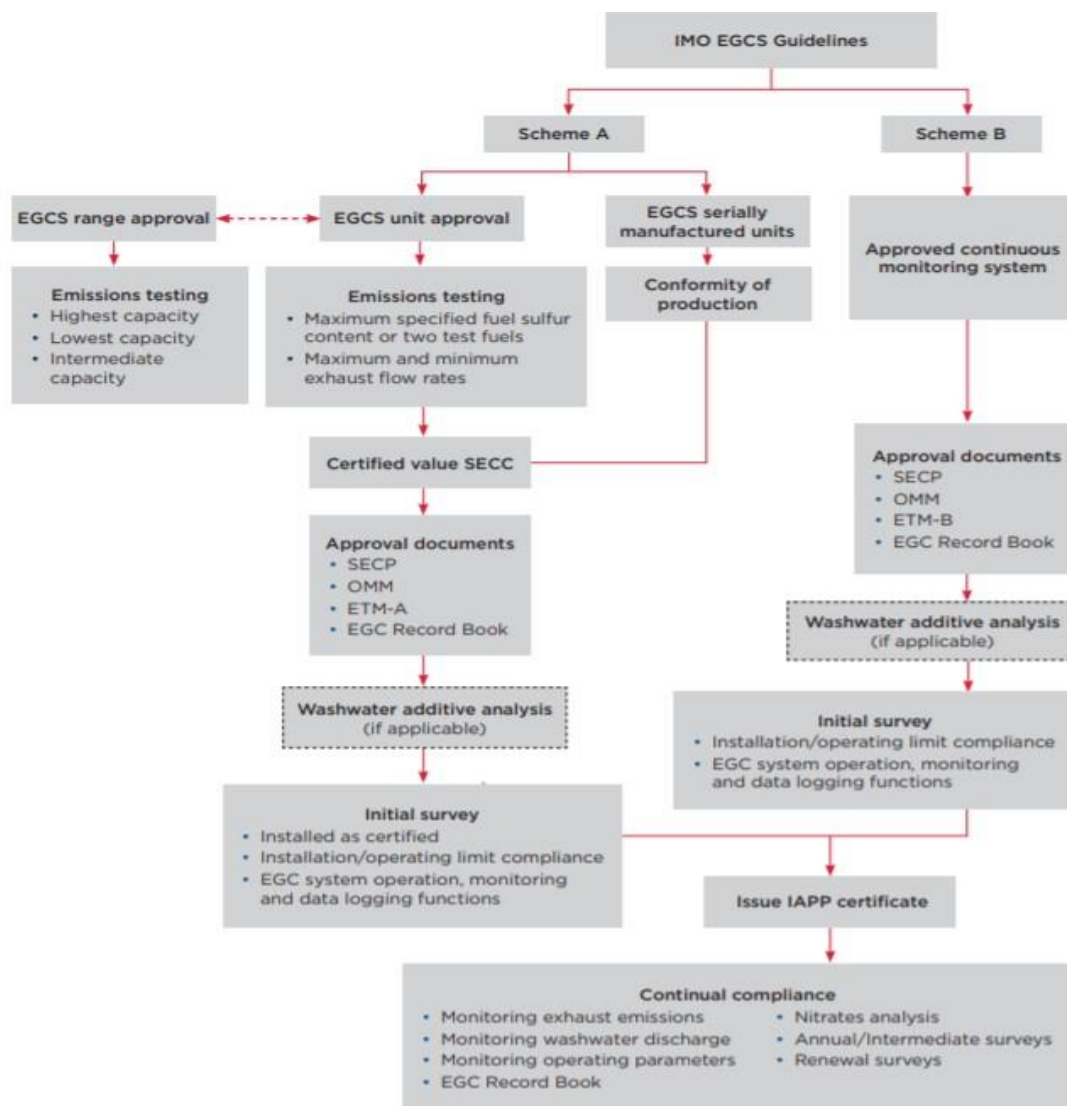 IMO EGCS Guidelines
Scheme A
Scheme B
EGCS range approval
EGCS unit approval
EGCS serially
manufactured units
Approved continuous
monitoring system
Emissions testing
• Highest capacity
• Lowest capacity
• Intermediate
capacity
Emissions testing
• Maximum specified fuel sulfur
content or two test fuels
• Maximum and minimum
exhaust flow rates
Conformity of
production
Certified value SECC
Approval documents
• SECP
• OMM
• ETM-A
• EGC Record Book
Approval documents
• SECP
• OMM
• ETM-B
• EGC Record Book
Washwater additive analysis
(if applicable)
Washwater additive analysis
(if applicable)
Initial survey
• Installed as certified
• Installation/operating limit compliance
• EGC system operation, monitoring
and data logging functions
Initial survey
• Installation/operating limit compliance
• EGC system operation, monitoring
and data logging functions
Issue IAPP certificate
Continual compliance
• Monitoring exhaust emissions
• Monitoring washwater discharge
• Monitoring operating parameters
• EGC Record Book
• Nitrates analysis
• Annual/Intermediate surveys
• Renewal surveys